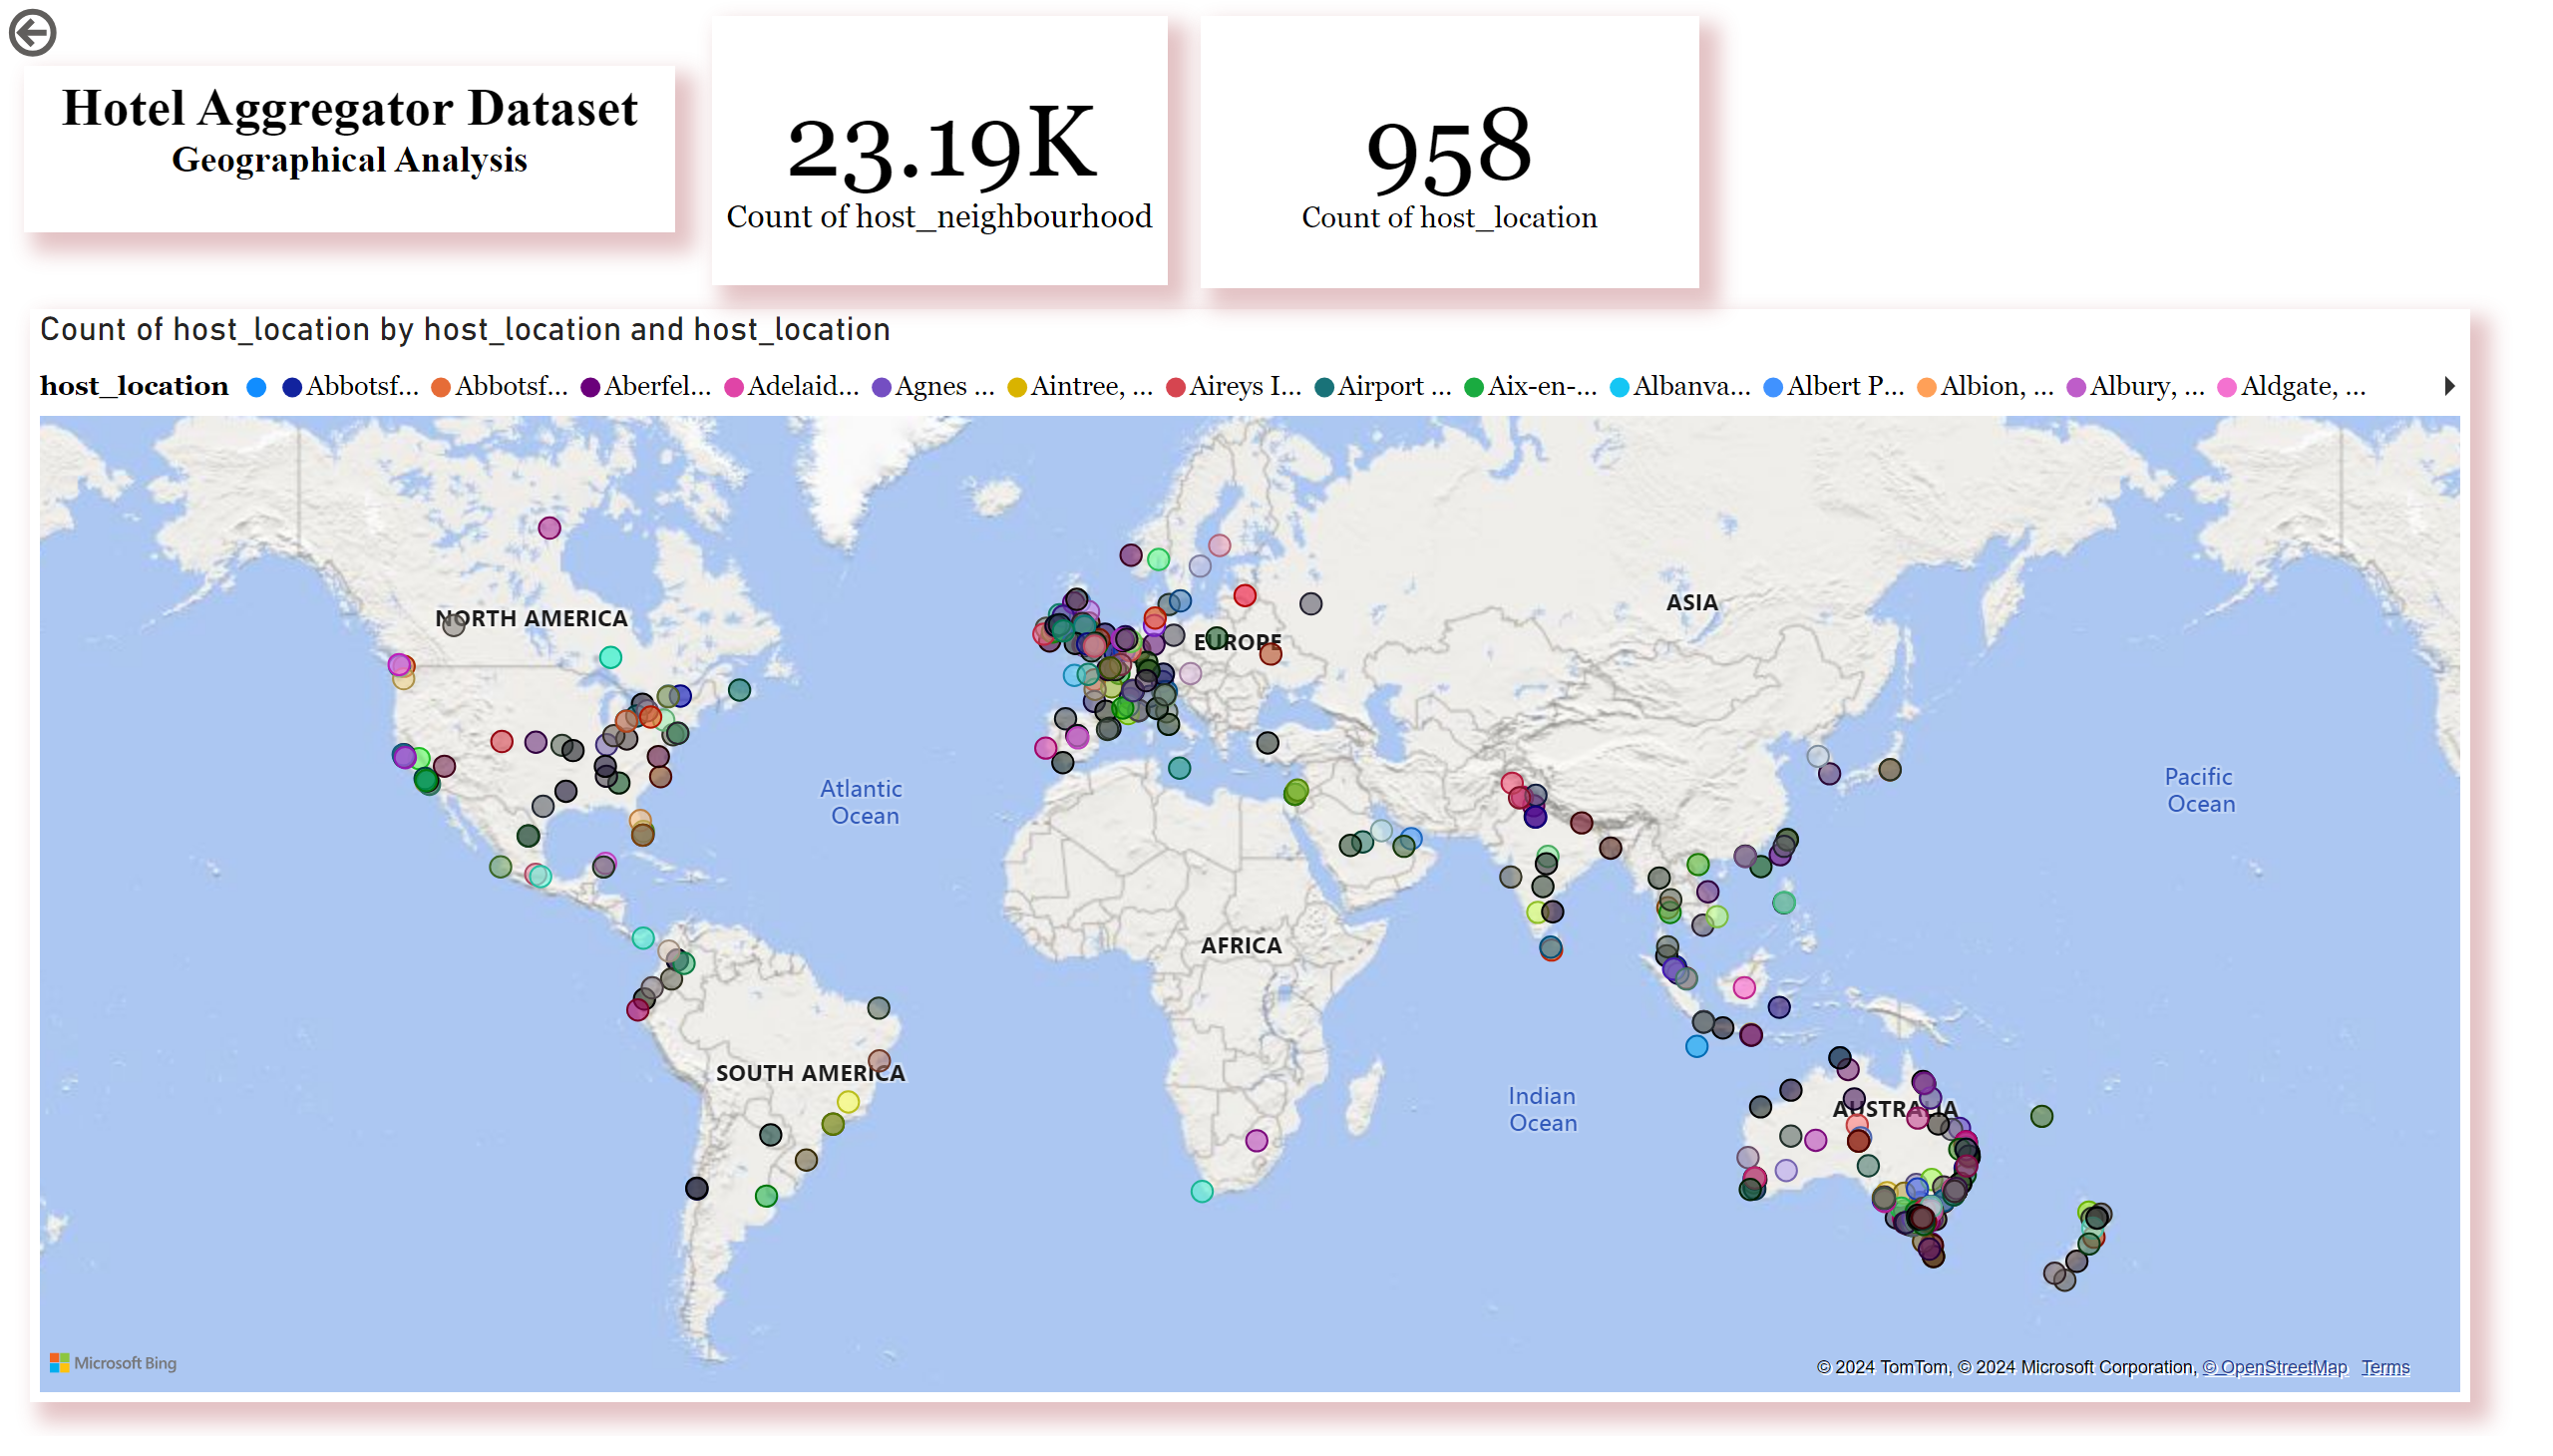 Hotel Aggregator Dataset
Geographical Analysis
23.19K
Count of host_neighbourhood
958
Count of host_location
Count of host_location by host_location and host_location
host_location Abbotsf... Abbotsf... Aberfel... Adelaid... Agnes ... Aintree, ... Aireys I... Airport ... Aix-en-... Albanva... Albert P... Albion, ... Albury, ... Aldgate, ...
NORTH AMERICA
ASIA
EUROPE
Atlantic
Ocean
Pacific
Ocean
AFRICA
SOUTH AMERICA
Indian
Ocean
AUSTRALIA
Microsoft Bing
© 2024 TomTom, © 2024 Microsoft Corporation, © OpenStreetMap Terms